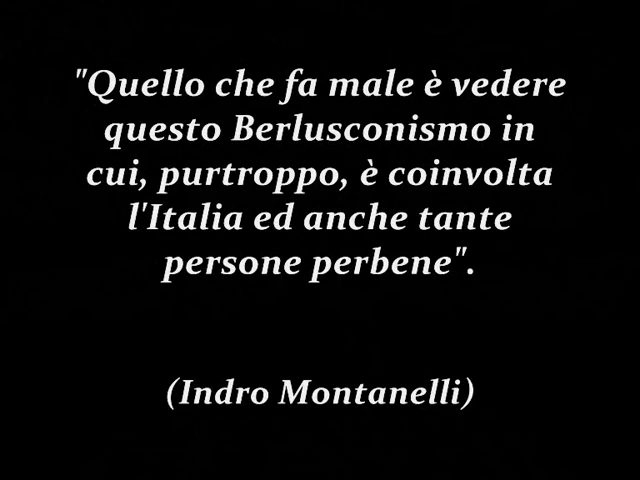 "Quello che fa male è vedere
questo Berlusconismo in
cui, purtroppo, è coinvolta
l'Italia ed anche tante
persone perbene".
(Indro Montanelli)